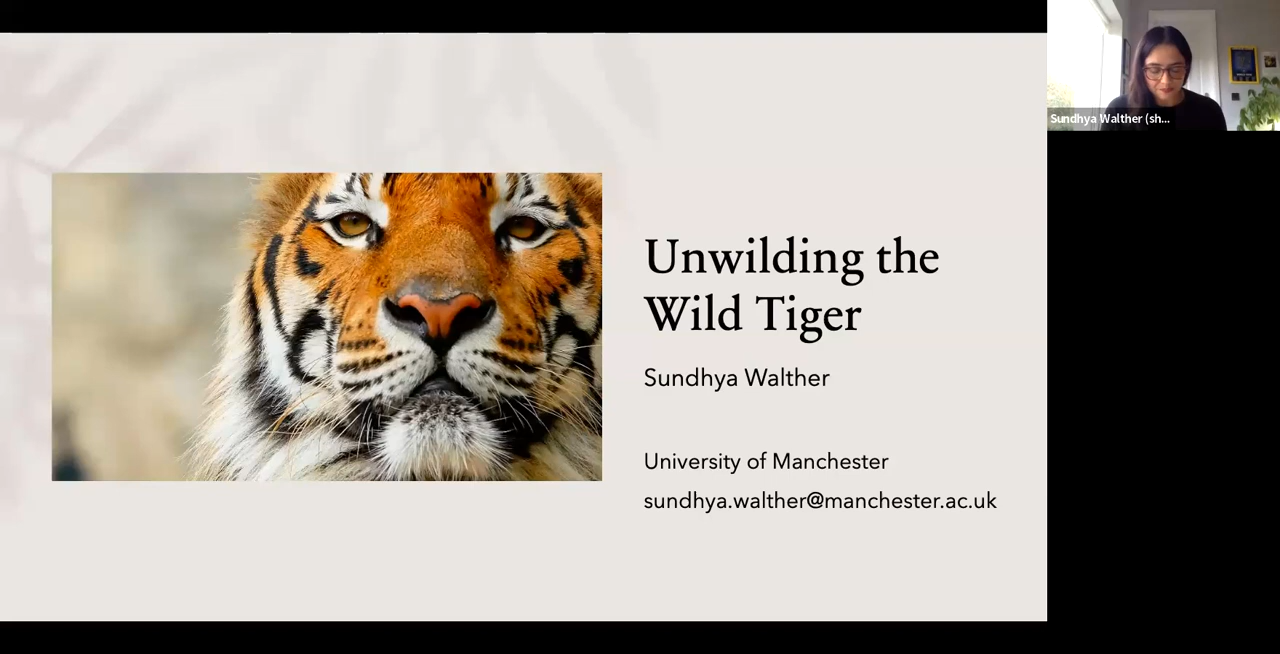 Unwilding the
Wild Tiger
Sundhya Walther
University of Manchester
sundhya.walther@manchester.ac.uk
Sundhya Walther (sh...